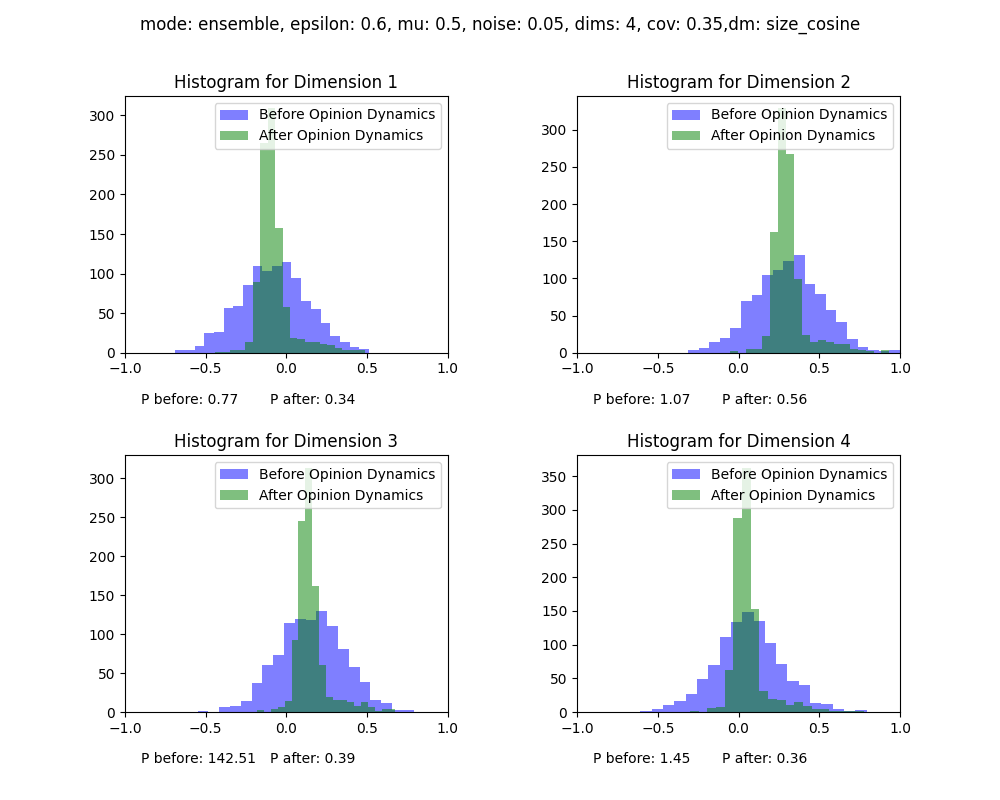 mode: ensemble, epsilon: 0.6, mu: 0.5, noise: 0.05, dims: 4, cov: 0.35,dm: size_cosine
Histogram for Dimension 1
Before Opinion Dynamics
After Opinion Dynamics
300
250
200
150
100
50
0
−1.0 −0.5 0.0 0.5 1.0
P before: 0.77 P after: 0.34
Histogram for Dimension 2
Before Opinion Dynamics
After Opinion Dynamics
300
250
200
150
100
50
0
−1.0 −0.5 0.0 0.5 1.0
P before: 1.07 P after: 0.56
Histogram for Dimension 3
Before Opinion Dynamics
After Opinion Dynamics
300
250
200
150
100
50
0
−1.0 −0.5 0.0 0.5 1.0
P before: 142.51 P after: 0.39
Histogram for Dimension 4
Before Opinion Dynamics
After Opinion Dynamics
350
300
250
200
150
100
50
0
−1.0 −0.5 0.0 0.5 1.0
P before: 1.45 P after: 0.36